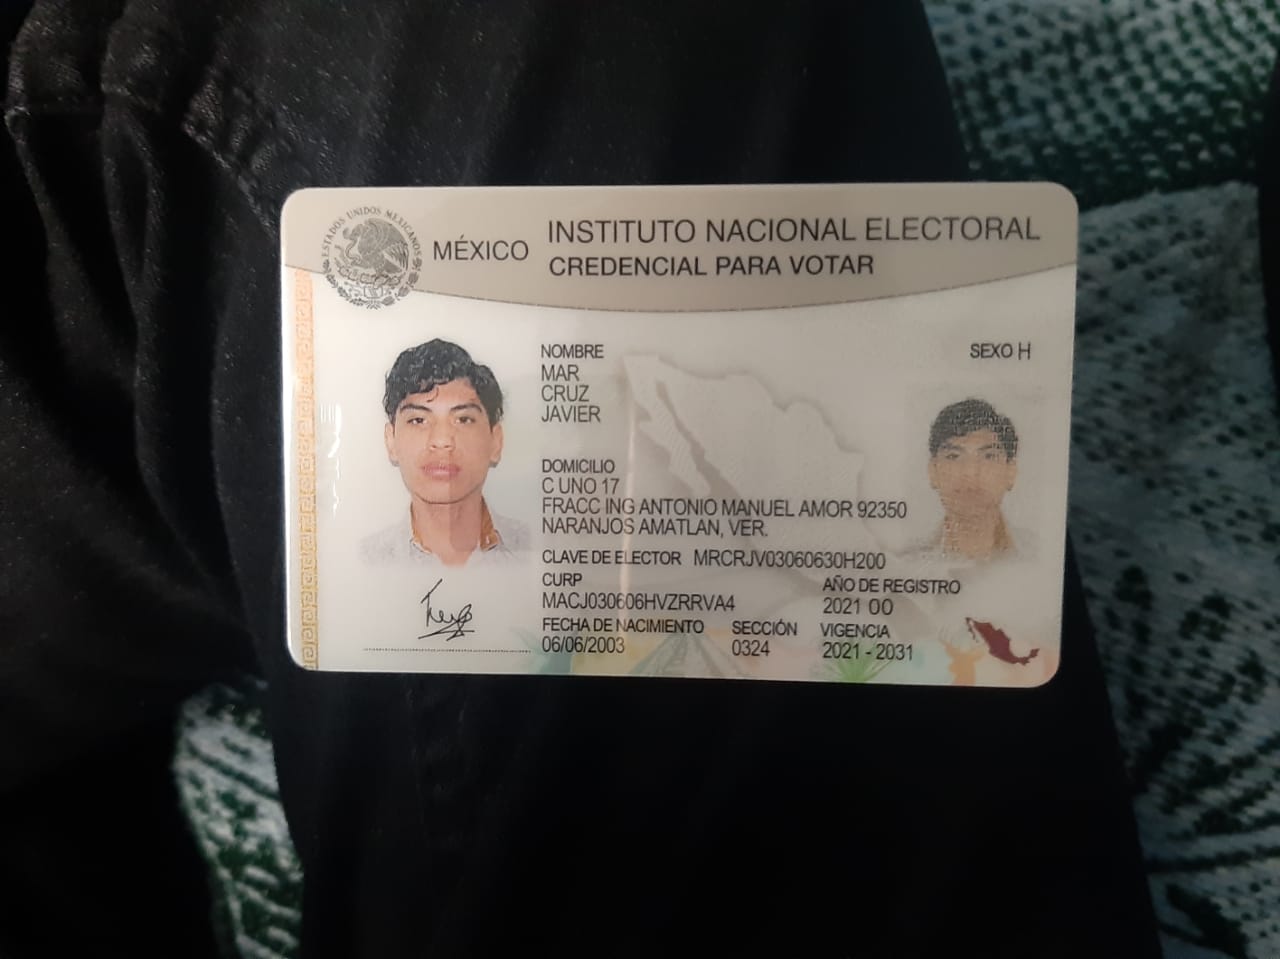 ESTADOS UNIDOS MEXICANOS
MÉXICO
INSTITUTO NACIONAL ELECTORAL
CREDENCIAL PARA VOTAR
NOMBRE
SEXO H
MAR
CRUZ
JAVIER
DOMICILIO
C UNO 17
FRACC ING ANTONIO MANUEL AMOR 92350
NARANJOS AMATLAN, VER.
CLAVE DE ELECTOR MRCRJV03060630H200
CURP
AÑO DE REGISTRO
MACJ030606HVZRRVA4
2021 00
FECHA DE NACIMIENTO SECCIÓN VIGENCIA
06/06/2003 0324 2021 - 2031